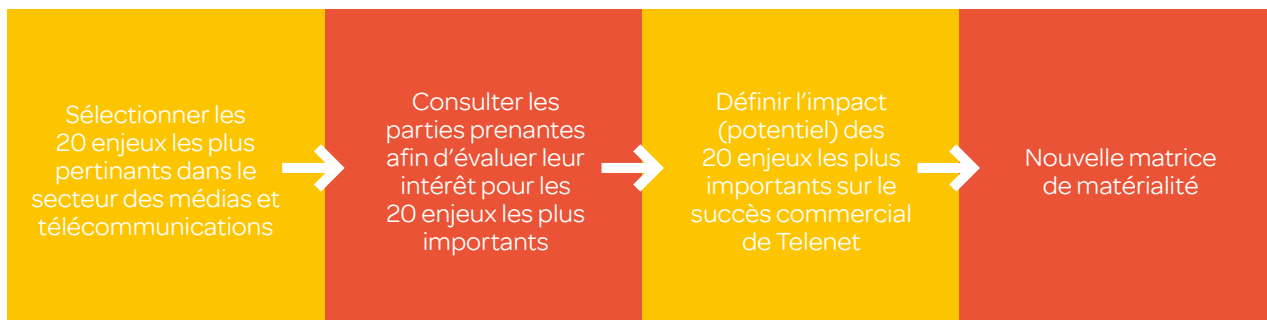 Sélectionner les
20 enjeux les plus
pertinants dans le
secteur des médias et
télécommunications
Consulter les
parties prenantes
afin d'évaluer leur
intérêt pour les
20 enjeux les plus
importants
Définir l'impact
(potentiel) des
20 enjeux les plus
importants sur le
succès commercial
de Telenet
Nouvelle matrice
de matérialité